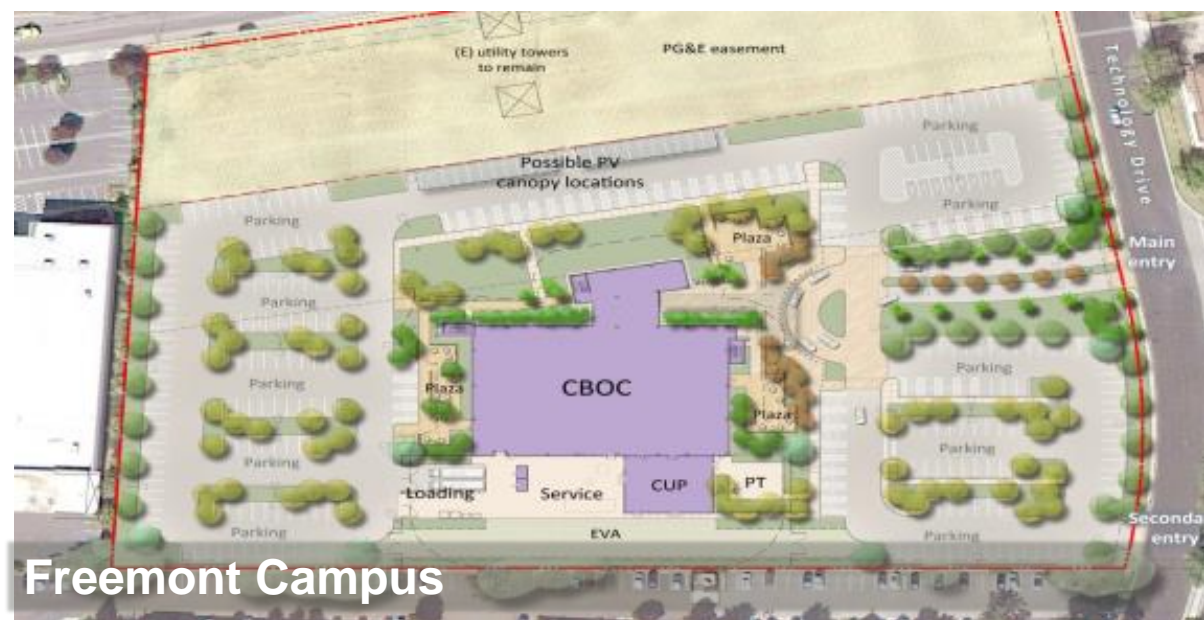 (E) utility towers
to remain
PG&E easement
Technology Drive
Parking
Possible PV
canopy locations
Parking
Parking
Plaza
Main
entry
Parking
CBOC
Parking
Parking
Plaza
Plaza
Parking
Parking
Loading
Service
CUP
PT
Seconda
entry
Parking
EVA
Parking
Freemont Campus